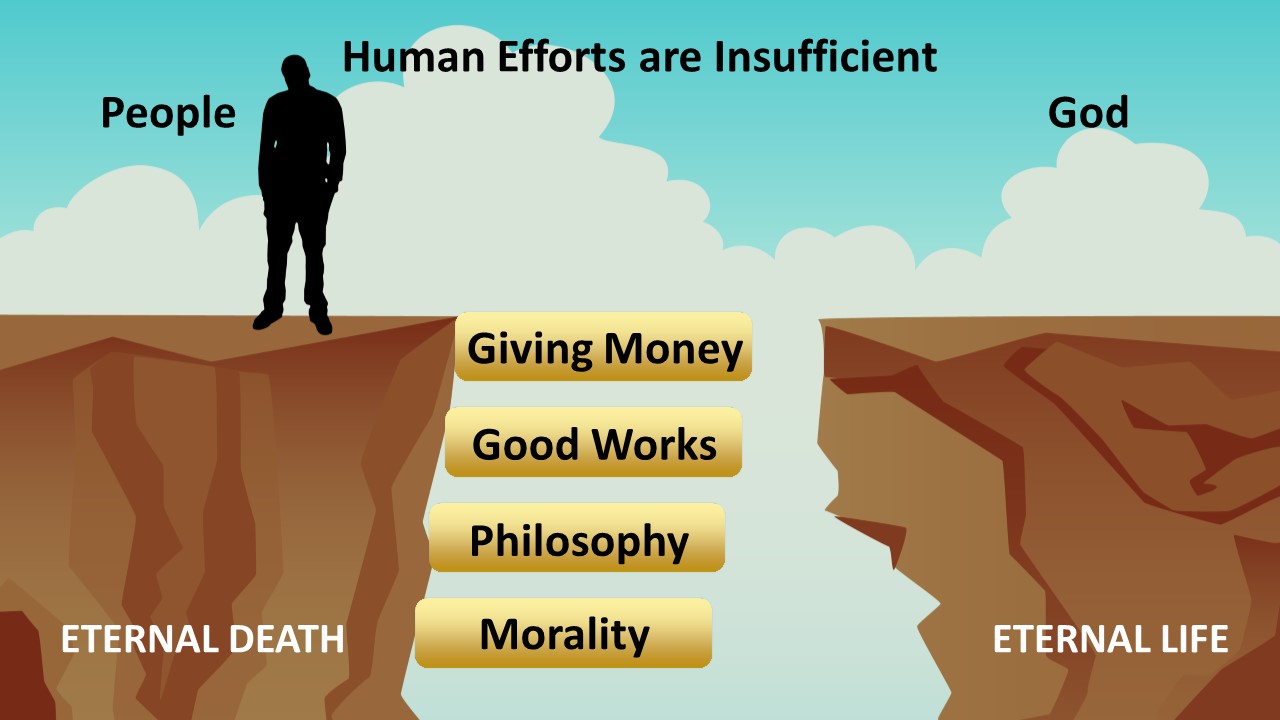 Human Efforts are Insufficient
People
God
Giving Money
Good Works
Philosophy
Morality
ETERNAL DEATH
ETERNAL LIFE